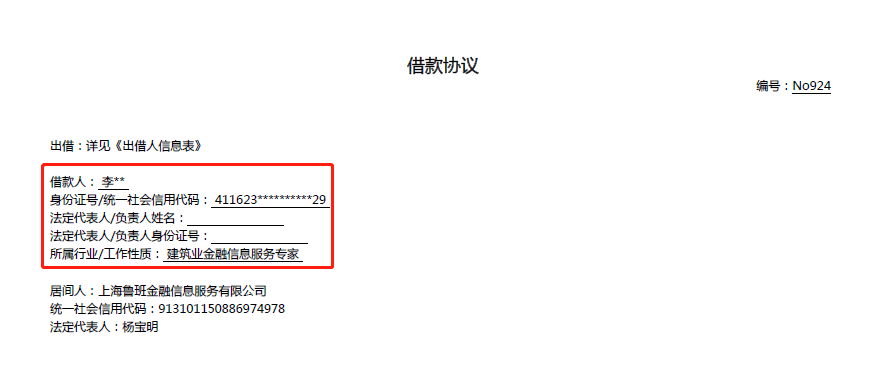 借款协议
编号：No924
出借：详见《出借人信息表》
借款人：李**
身份证号/统一社会信用代码：411623**********29
法定代表人/负责人姓名：
法定代表人/负责人身份证号：
所属行业/工作性质：建筑业金融信息服务专家
居间人：上海鲁班金融信息服务有限公司
统一社会信用代码：913101150886974978
法定代表人：杨宝明